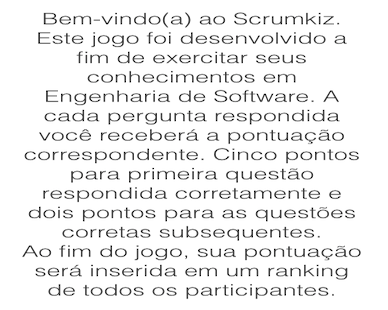 Bem-vindo(a) ao Scrumkiz.
Este jogo foi desenvolvido a
fim de exercitar seus
conhecimentos em
Engenharia de Software. A
cada pergunta respondida
você receberá a pontuação
correspondente. Cinco pontos
para primeira questão
respondida corretamente e
dois pontos para as questões
corretas subsequentes.
Ao fim do jogo, sua pontuação
será inserida em um ranking
de todos os participantes.